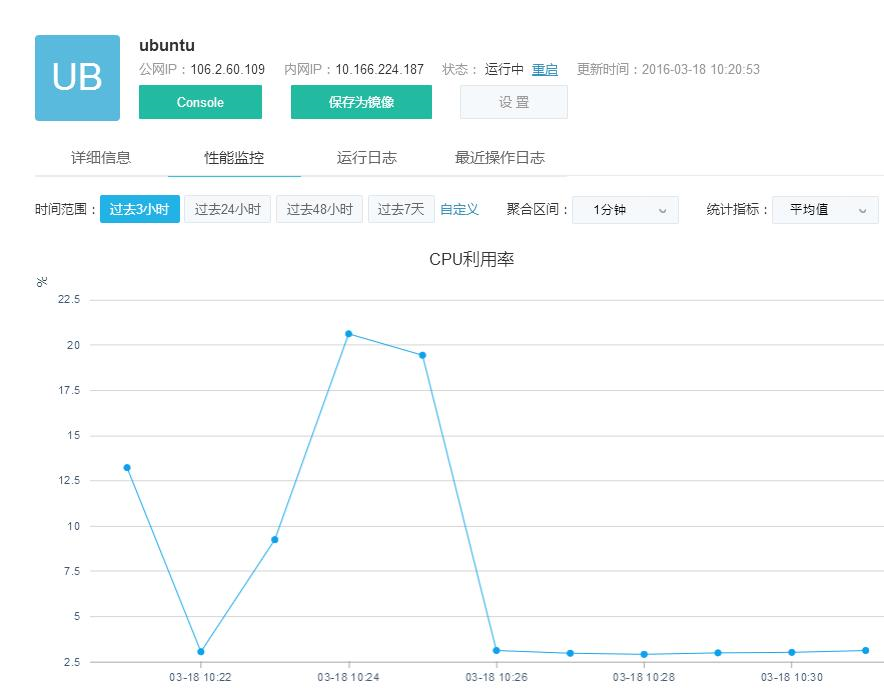 UB
ubuntu
公网IP：106.2.60.109 内网IP：10.166.224.187 状态： 运行中 重启 更新时间：2016-03-18 10:20:53
Console 保存为镜像 设 置
详细信息 性能监控 运行日志 最近操作日志
时间范围： 过去3小时 过去24小时 过去48小时 过去7天 自定义 聚合区间： 1分钟 统计指标： 平均值
CPU利用率
%
22.5
20
17.5
15
12.5
10
7.5
5
2.5
03-18 10:22 03-18 10:24 03-18 10:26 03-18 10:28 03-18 10:30